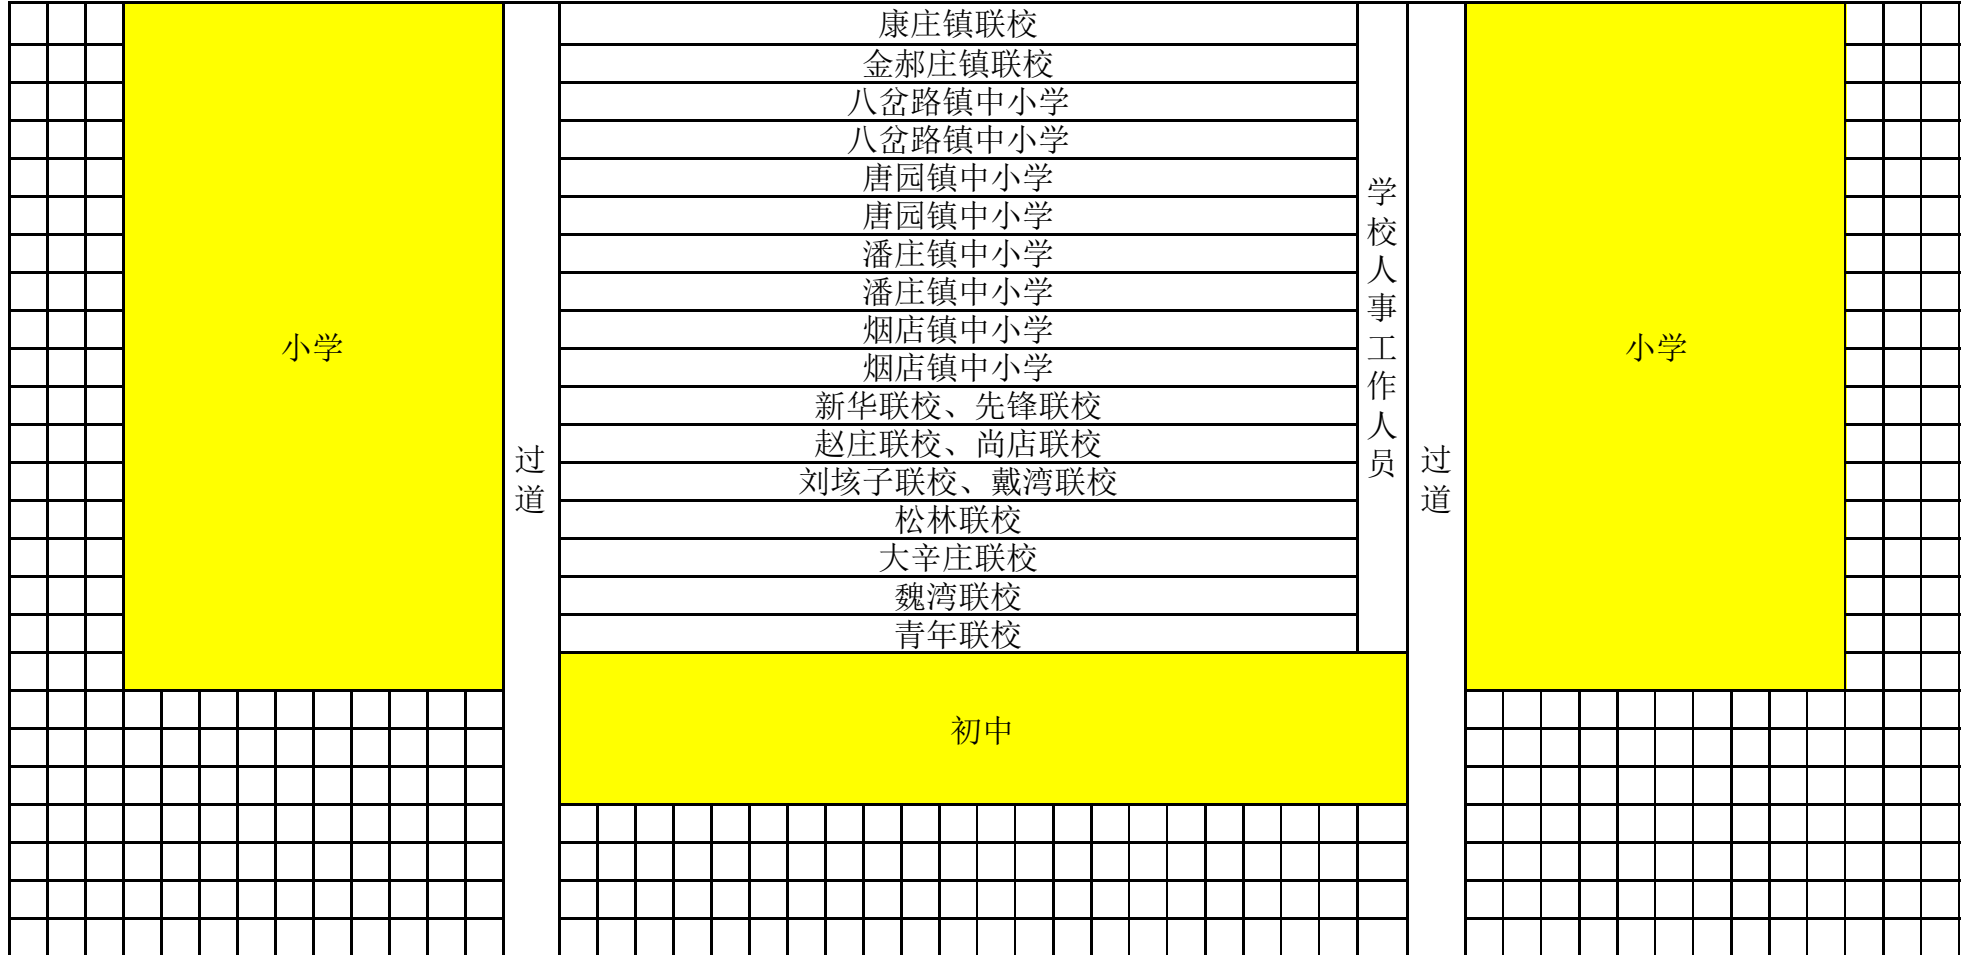 康庄镇联校
金郝庄镇联校
八岔路镇中小学
八岔路镇中小学
唐园镇中小学
唐园镇中小学
潘庄镇中小学
潘庄镇中小学
烟店镇中小学
烟店镇中小学
新华联校、先锋联校
赵庄联校、尚店联校
刘垓子联校、戴湾联校
松林联校
大辛庄联校
魏湾联校
青年联校
学校人事工作人员
小学
小学
过道
过道
初中